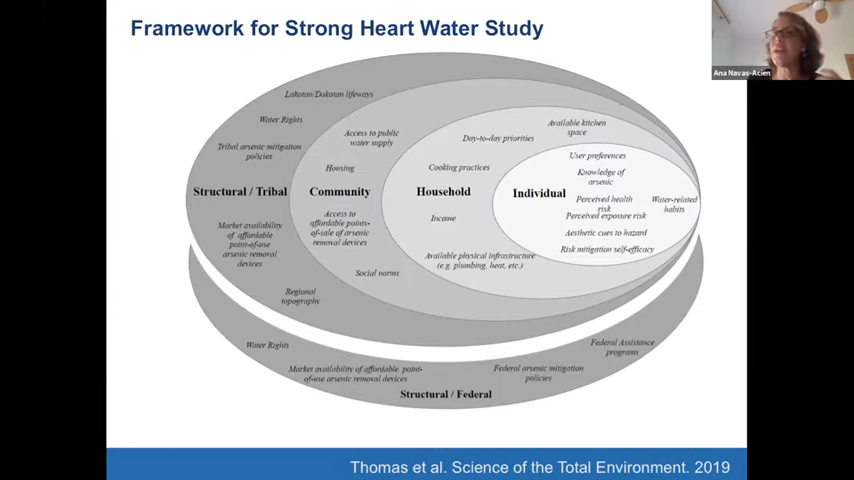 Framework for Strong Heart Water Study
Ana Navas-Acien
Lakotan/Dakotan lifeways
Water Rights
Tribal arsenic mitigation
policies
Structural / Tribal
Market availability
of affordable
point-of-use
arsenic removal
devices
Regional
topography
Access to public
water supply
Housing
Community
Access to
affordable points-
of-sale of arsenic
removal devices
Social norms
Day-to-day priorities
Available kitchen
space
Cooking practices
Household
Income
Available physical infrastructure
(e.g. plumbing, heat, etc.)
User preferences
Knowledge of
arsenic
Individual
Perceived health
risk
Perceived exposure risk
Water-related
habits
Aesthetic cues to hazard
Risk mitigation self-efficacy
Water Rights
Market availability of affordable point-
of-use arsenic removal devices
Structural / Federal
Federal arsenic mitigation
policies
Federal Assistance
programs
Thomas et al. Science of the Total Environment. 2019